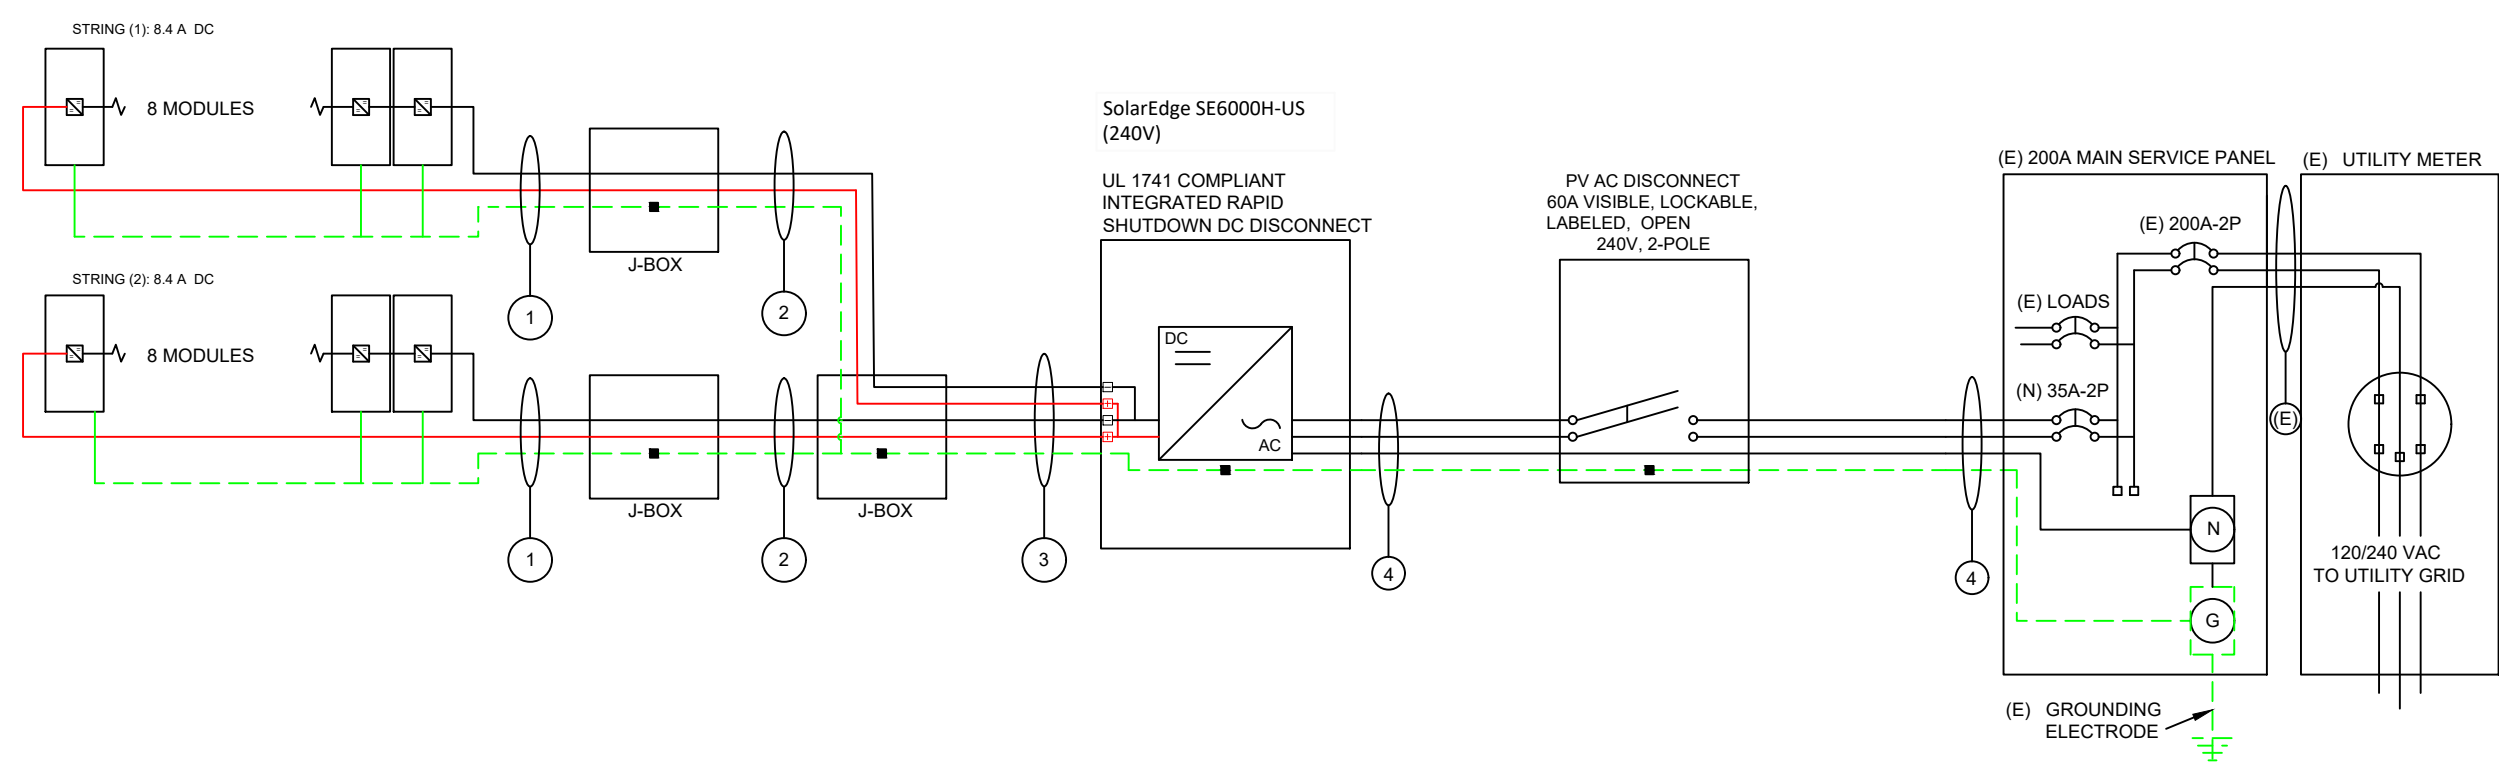 STRING (1): 8.4 A DC
8 MODULES
J-BOX
1
2
STRING (2): 8.4 A DC
8 MODULES
J-BOX
J-BOX
1
2
3
SolarEdge SE6000H-US
(240V)
UL 1741 COMPLIANT
INTEGRATED RAPID
SHUTDOWN DC DISCONNECT
DC
AC
4
PV AC DISCONNECT
60A VISIBLE, LOCKABLE,
LABELED, OPEN
240V, 2-POLE
4
(E) 200A MAIN SERVICE PANEL
(E) 200A-2P
(E) LOADS
(N) 35A-2P
N
G
(E) GROUNDING
ELECTRODE
(E)
(E) UTILITY METER
120/240 VAC
TO UTILITY GRID